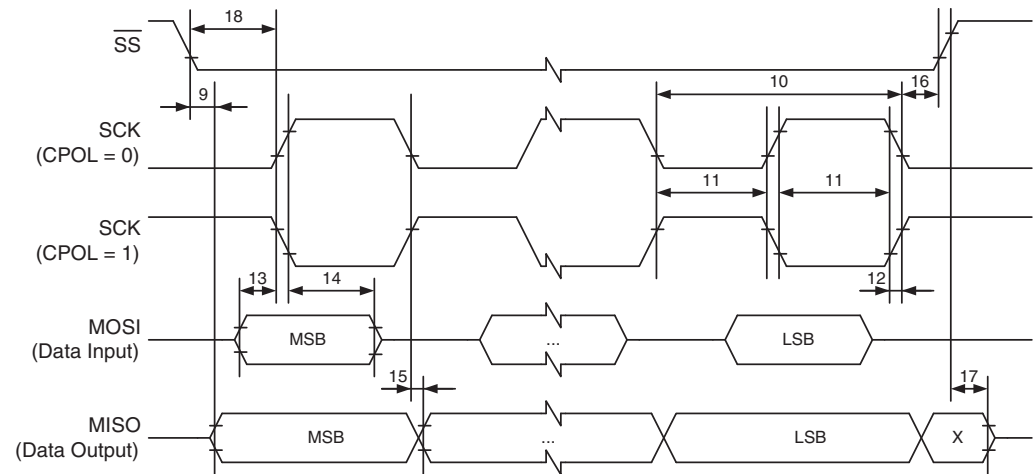 18
SS
10
16
9
SCK
(CPOL = 0)
11
11
SCK
(CPOL = 1)
13
14
12
MOSI
(Data Input)
MSB
...
LSB
15
17
MISO
(Data Output)
MSB
...
LSB
X